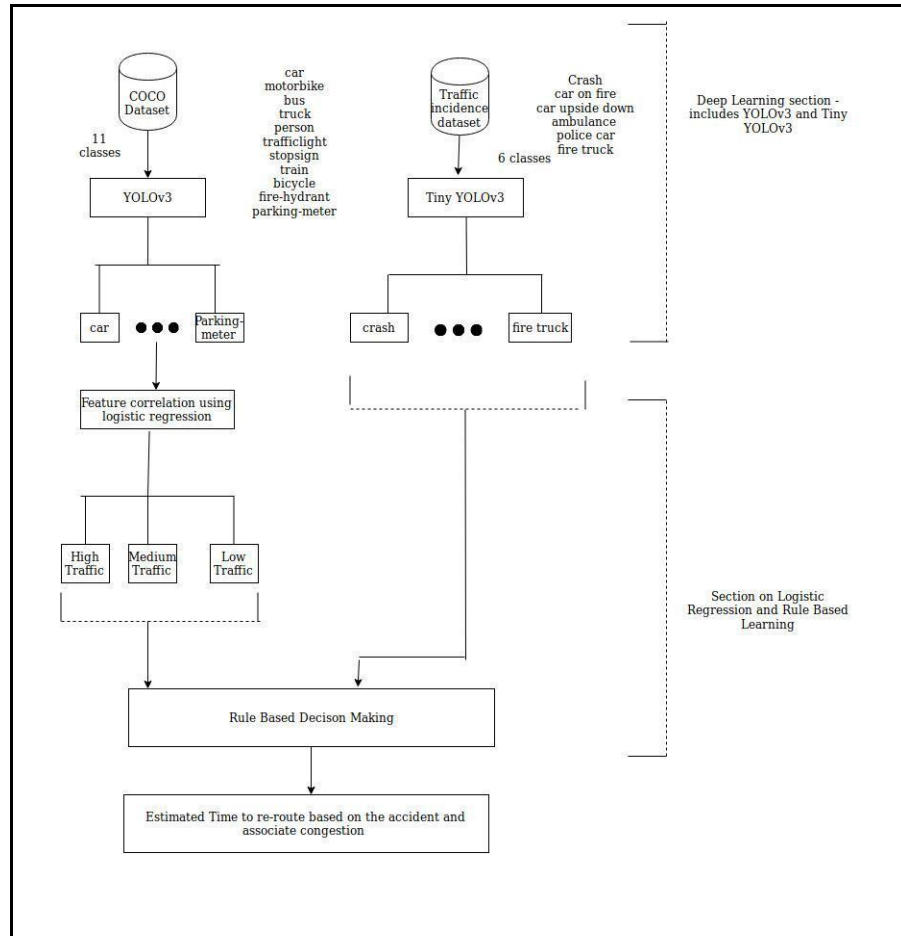 COCO
Dataset
11
classes
car
motorbike
bus
truck
person
trafficlight
stopsign
train
bicycle
fire-hydrant
parking-meter
Traffic
incidence
dataset
6 classes
Crash
car on fire
car upside down
ambulance
police car
fire truck
Deep Learning section -
includes YOLOv3 and Tiny
YOLOv3
YOLOv3
Tiny YOLOv3
car
Parking-
meter
crash
fire truck
Feature correlation using
logistic regression
High
Traffic
Medium
Traffic
Low
Traffic
Section on Logistic
Regression and Rule Based
Learning
Rule Based Decison Making
Estimated Time to re-route based on the accident and
associate congestion